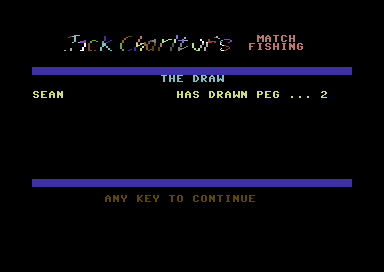 Jack Charlton's
MATCH
FISHING
THE DRAW
SEAN HAS DRAWN PEG ... 2
ANY KEY TO CONTINUE